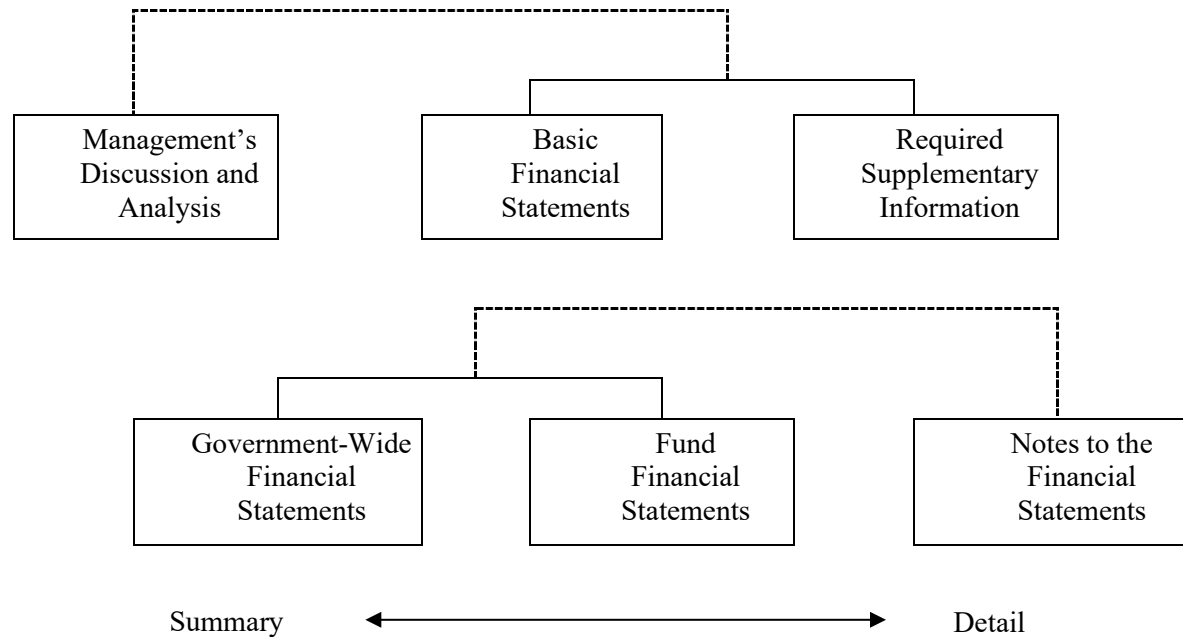 Management’s
Discussion and
Analysis
Basic
Financial
Statements
Required
Supplementary
Information
Government-Wide
Financial
Statements
Fund
Financial
Statements
Notes to the
Financial
Statements
Summary
Detail